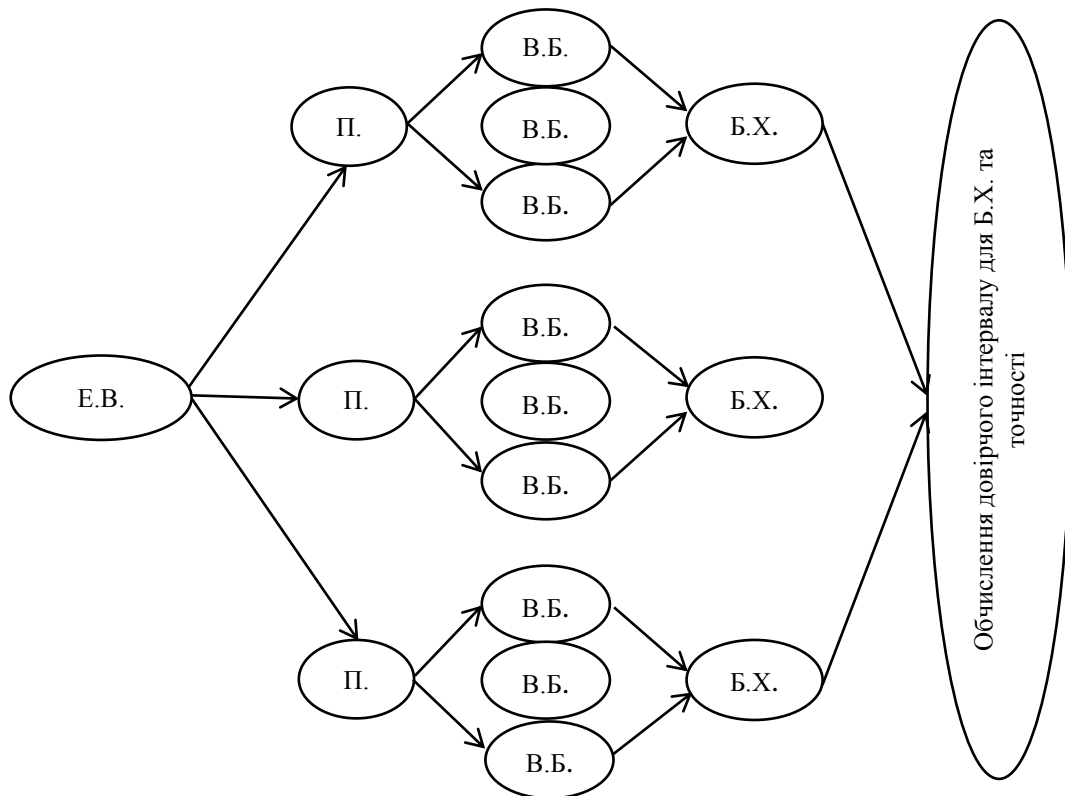 В.Б.
П.
В.Б.
Б.Х.
В.Б.
В.Б.
Е.В.
П.
В.Б.
Б.Х.
В.Б.
В.Б.
П.
В.Б.
Б.Х.
В.Б.
Обчислення довірчого інтервалу для Б.Х. та
точності